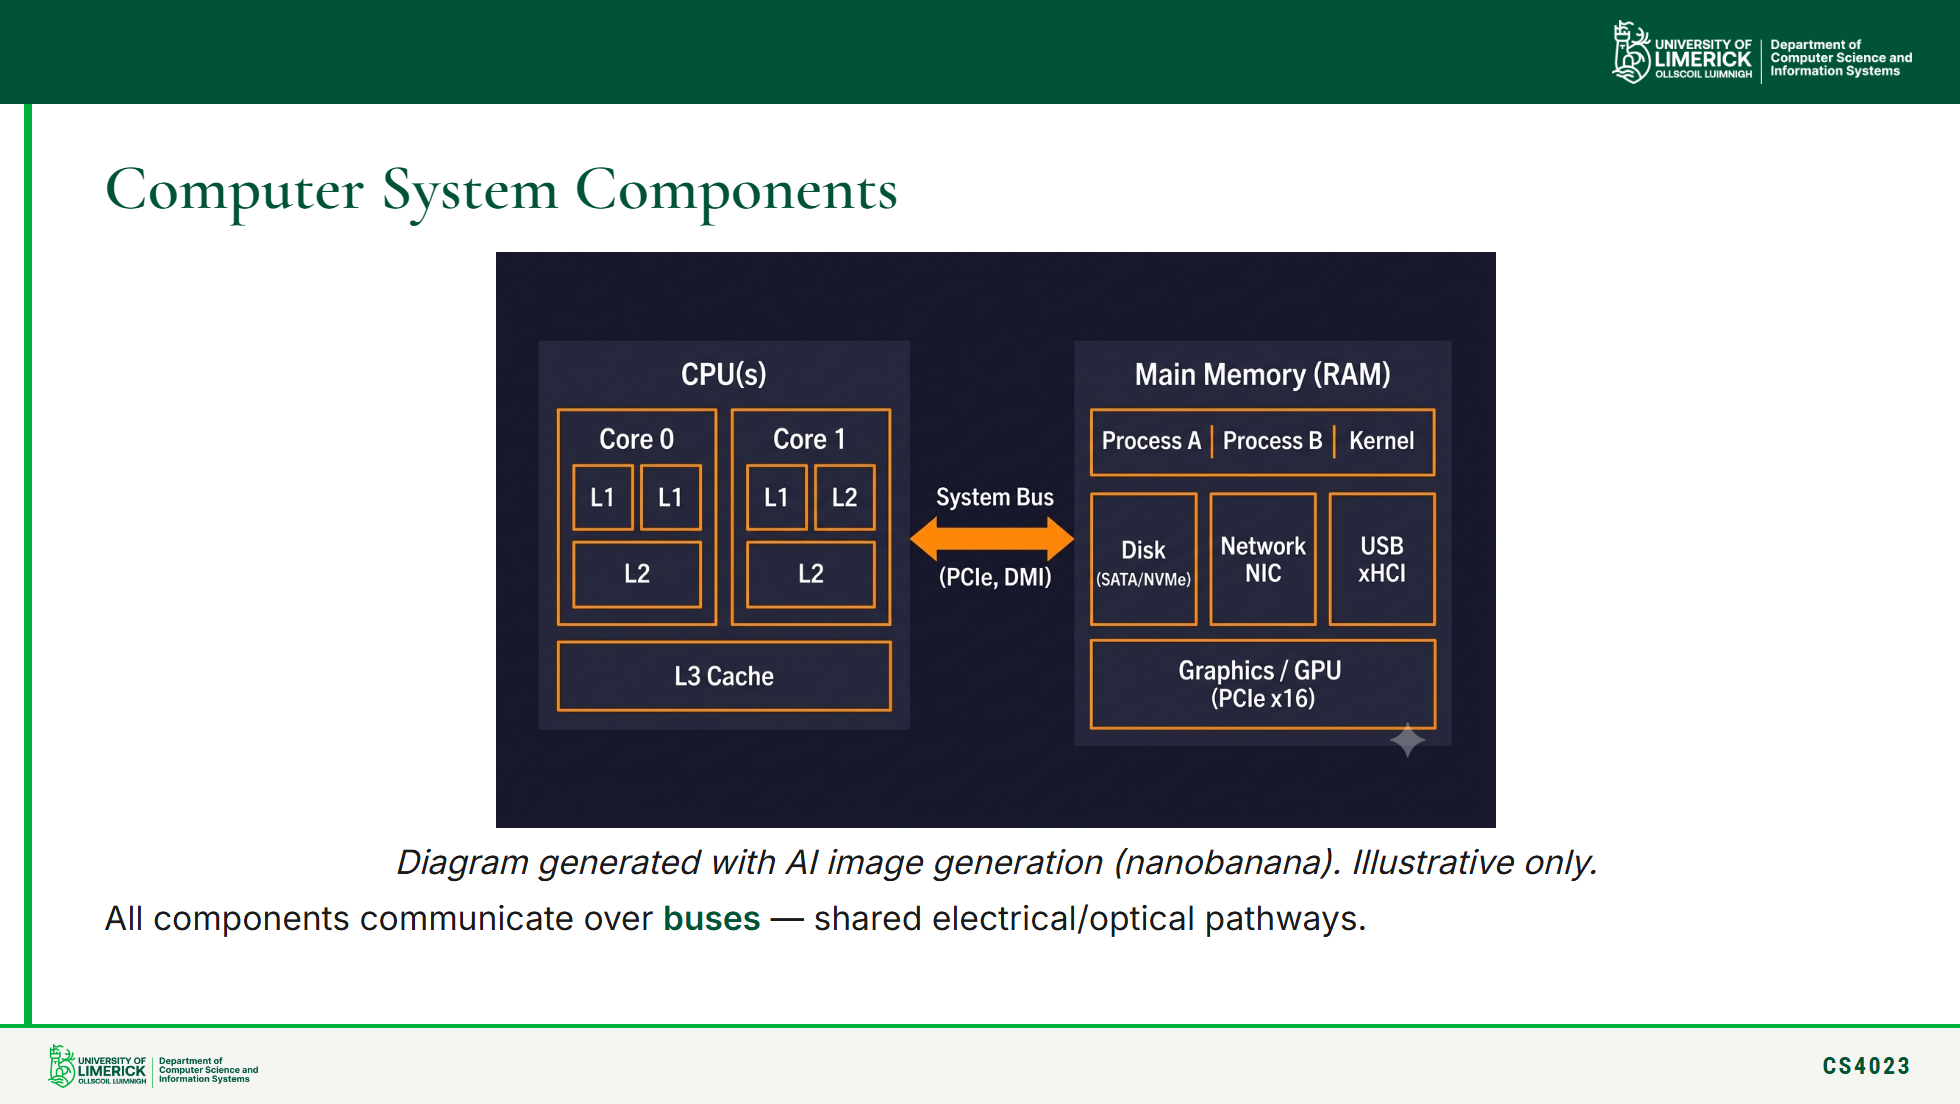 UNIVERSITY OF
LIMERICK
OLLSCOIL LUIMNIGH
Department of
Computer Science and
Information Systems
Computer System Components
CPU(s)
Core 0
L1 L1
L2
Core 1
L1 L2
L2
L3 Cache
System Bus
(PCIe, DMI)
Main Memory (RAM)
Process A | Process B | Kernel
Disk
(SATA/NVMe)
Network
NIC
USB
xHCI
Graphics / GPU
(PCIe x16)
Diagram generated with AI image generation (nanobanana). Illustrative only.
All components communicate over buses — shared electrical/optical pathways.
UNIVERSITY OF
LIMERICK
OLLSCOIL LUIMNIGH
Department of
Computer Science and
Information Systems
CS4023